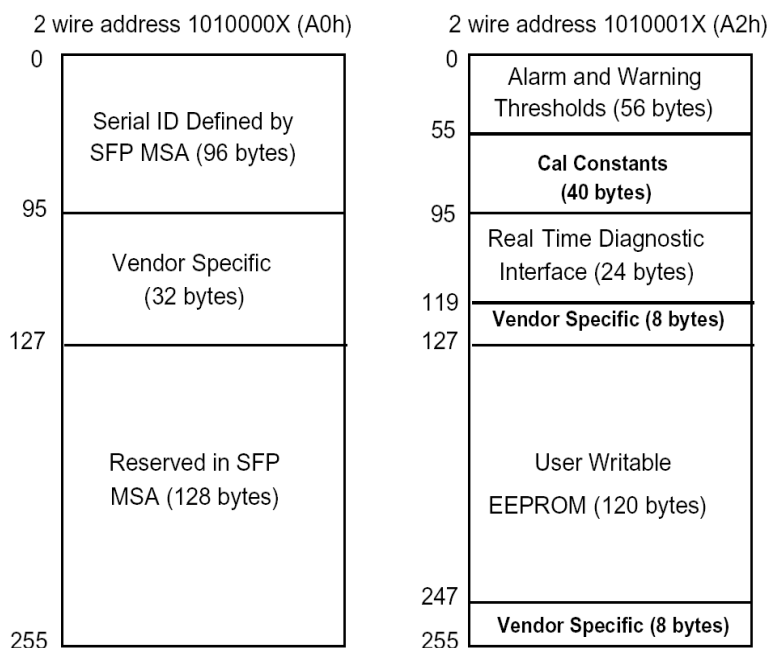 2 wire address 1010000X (A0h)
0
Serial ID Defined by
SFP MSA (96 bytes)
95
Vendor Specific
(32 bytes)
127
Reserved in SFP
MSA (128 bytes)
255
2 wire address 1010001X (A2h)
0
Alarm and Warning
Thresholds (56 bytes)
55
Cal Constants
(40 bytes)
95
Real Time Diagnostic
Interface (24 bytes)
119
Vendor Specific (8 bytes)
127
User Writable
EEPROM (120 bytes)
247
Vendor Specific (8 bytes)
255